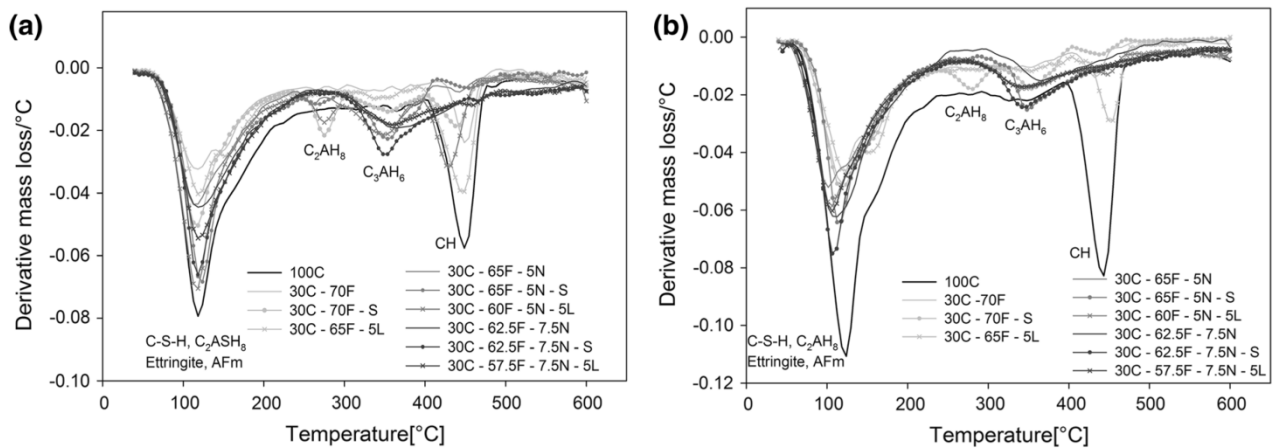 (a)
0.00
-0.02
-0.04
-0.06
-0.08
-0.10
Derivative mass loss/°C
C₂AH₈
C₃AH₆
CH
C-S-H, C₂ASH₈
Ettringite, AFm
100C
30C - 70F
30C - 70F - S
30C - 65F - 5L
30C - 65F - 5N
30C - 65F - 5N - S
30C - 60F - 5N - 5L
30C - 62.5F - 7.5N
30C - 62.5F - 7.5N - S
30C - 57.5F - 7.5N - 5L
0 100 200 300 400 500 600
Temperature[°C]
(b)
0.00
-0.02
-0.04
-0.06
-0.08
-0.10
-0.12
Derivative mass loss/°C
C₂AH₈
C₃AH₆
CH
C-S-H, C₂AH₈
Ettringite, AFm
100C
30C -70F
30C - 70F - S
30C - 65F - 5L
30C - 65F - 5N
30C - 65F - 5N - S
30C - 60F - 5N - 5L
30C - 62.5F - 7.5N
30C - 62.5F - 7.5N - S
30C - 57.5F - 7.5N - 5L
0 100 200 300 400 500 600
Temperature[°C]